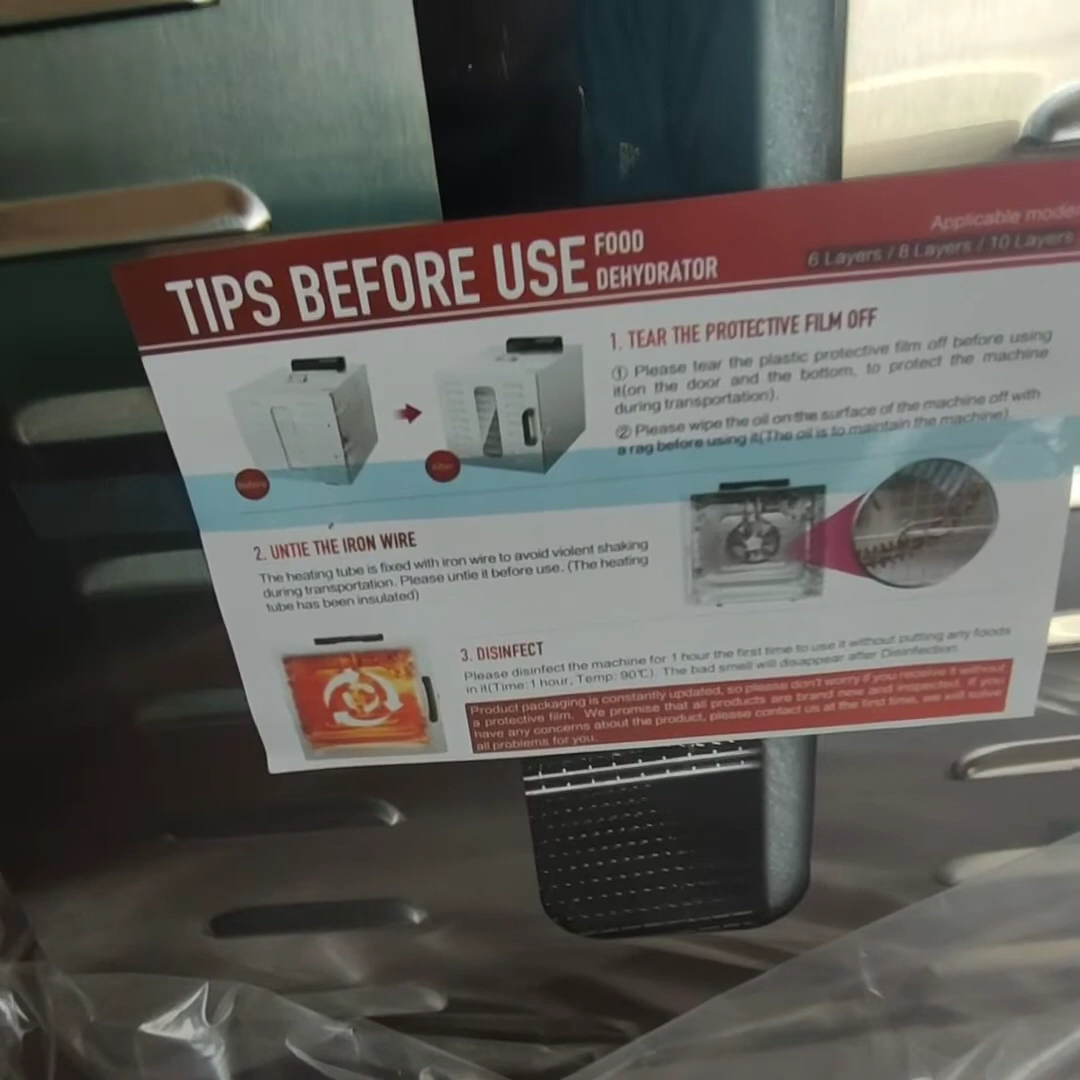 Applicable mode
6 Layers / 8 Layers / 10 Layers
TIPS BEFORE USE FOOD
DEHYDRATOR
1. TEAR THE PROTECTIVE FILM OFF
① Please tear the plastic protective film off before using
it(on the door and the bottom, to protect the machine
during transportation).
② Please wipe the oil on the surface of the machine off with
a rag before using it(The oil is to maintain the machine)
Before
After
2. UNTIE THE IRON WIRE
The heating tube is fixed with iron wire to avoid violent shaking
during transportation. Please untie it before use. (The heating
tube has been insulated)
3. DISINFECT
Please disinfect the machine for 1 hour the first time to use it without putting any foods
in it(Time:1 hour, Temp: 90℃). The bad smell will disappear after Disinfection.
Product packaging is constantly updated, so please don't worry if you receive it without
a protective film. We promise that all products are brand new and inspected. If you
have any concerns about the product, please contact us at the first time, we will solve
all problems for you.